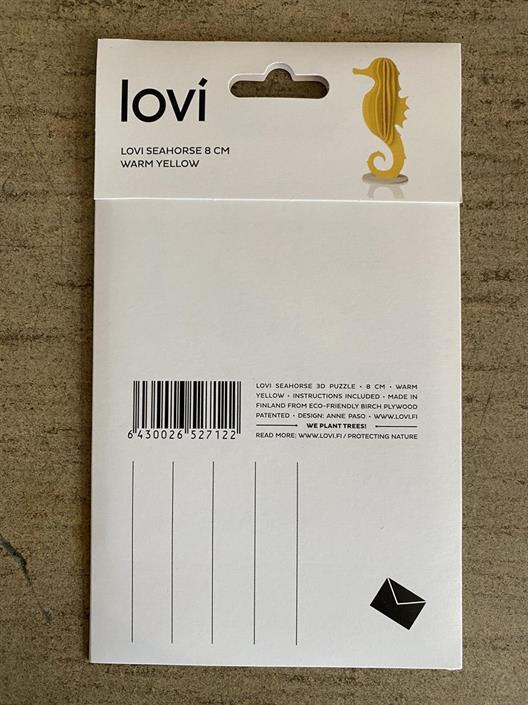 lovi
LOVI SEAHORSE 8 CM
WARM YELLOW
LOVI SEAHORSE 3D PUZZLE • 8 CM • WARM
YELLOW • INSTRUCTIONS INCLUDED • MADE IN
FINLAND FROM ECO-FRIENDLY BIRCH PLYWOOD
PATENTED • DESIGN: ANNE PASO • WWW.LOVI.FI
WE PLANT TREES!
READ MORE: WWW.LOVI.FI / PROTECTING NATURE
6 430026 527122